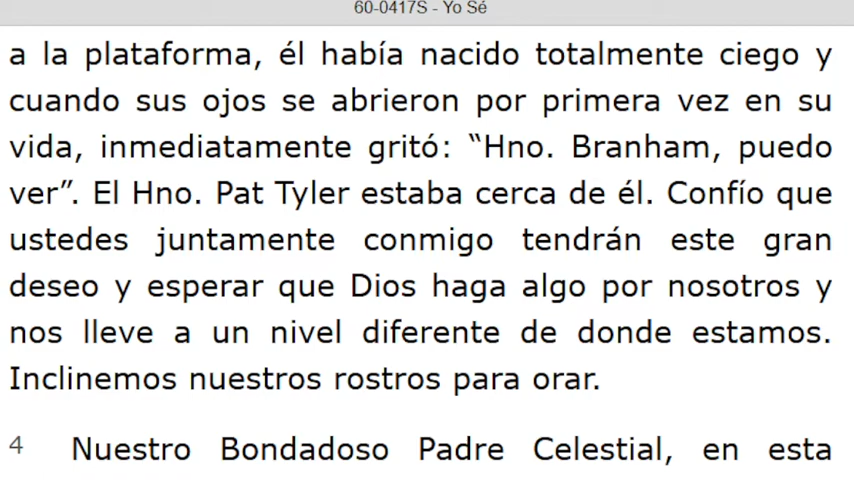 60-0417S - Yo Sé
a la plataforma, él había nacido totalmente ciego y
cuando sus ojos se abrieron por primera vez en su
vida, inmediatamente gritó: “Hno. Branham, puedo
ver”. El Hno. Pat Tyler estaba cerca de él. Confío que
ustedes juntamente conmigo tendrán este gran
deseo y esperar que Dios haga algo por nosotros y
nos lleve a un nivel diferente de donde estamos.
Inclinemos nuestros rostros para orar.
4 Nuestro Bondadoso Padre Celestial, en esta